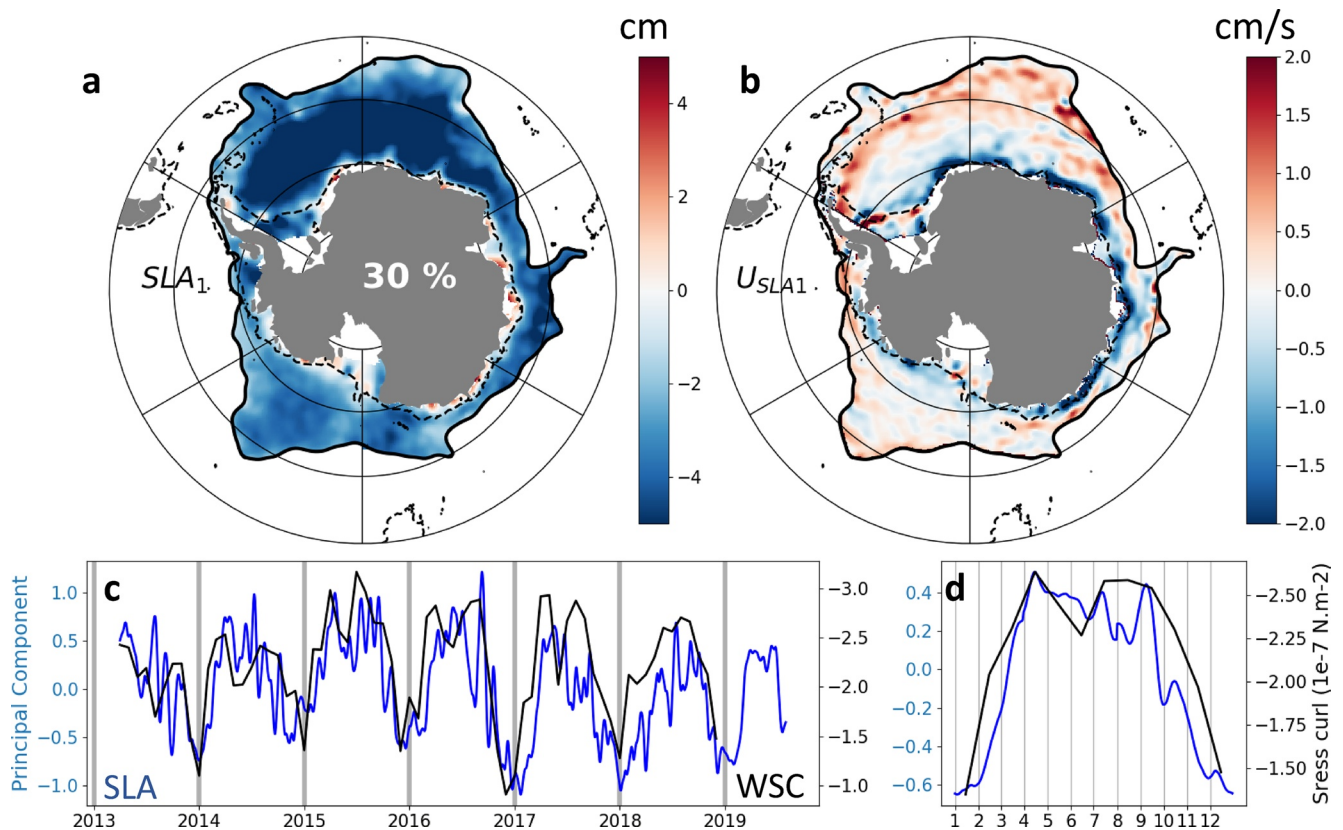 cm
cm/s
a
b
4
2
0
−2
−4
2.0
1.5
1.0
0.5
0.0
−0.5
−1.0
−1.5
−2.0
SLA1
30 %
USLA1
c
d
Principal Component
1.0
0.5
0.0
−0.5
−1.0
−3.0
−2.5
−2.0
−1.5
−1.0
SLA
WSC
2013 2014 2015 2016 2017 2018 2019
0.4
0.2
0.0
−0.2
−0.4
−0.6
−2.50
−2.25
−2.00
−1.75
−1.50
Sress curl (1e-7 N.m-2)
1 2 3 4 5 6 7 8 9 10 11 12